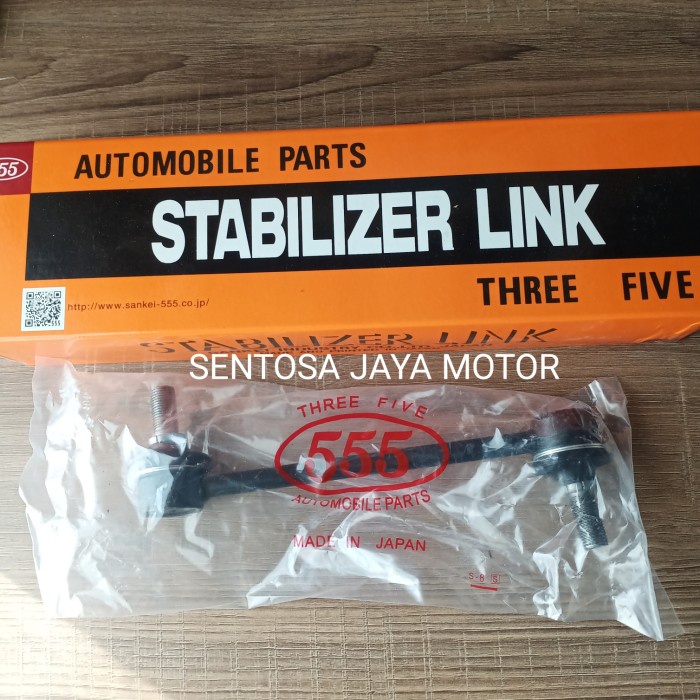 555
AUTOMOBILE PARTS
STABILIZER LINK
http://www.sankei-555.co.jp/
THREE FIVE
STABILIZER LINK
SENTOSA JAYA MOTOR
THREE FIVE
555
AUTOMOBILE PARTS
MADE IN JAPAN
S-8 S